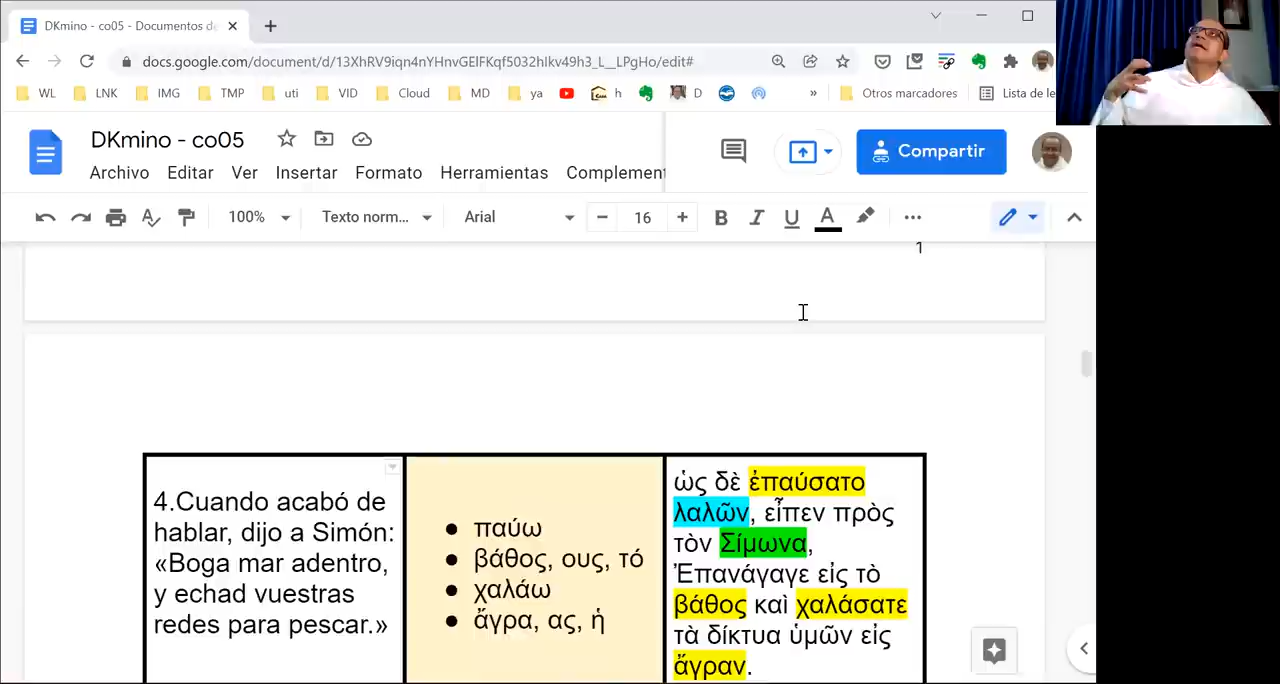 DKmino - co05 - Documentos de
docs.google.com/document/d/
WL LNK IMG TMP uti VID Cloud MD ya h D » Otros marcadores Lista de le
DKmino - co05
Compartir
Archivo Editar Ver Insertar Formato Herramientas Complement
100% Texto norm... Arial 16 B I U A
1
4.Cuando acabó de
hablar, dijo a Simón:
«Boga mar adentro,
y echad vuestras
redes para pescar.»
● παύω
● βάθος, ους, τό
● χαλάω
● ἄγρα, ας, ἡ
ὡς δὲ ἐπαύσατο
λαλῶν, εἶπεν πρὸς
τὸν Σίμωνα,
Ἐπανάγαγε εἰς τὸ
βάθος καὶ χαλάσατε
τὰ δίκτυα ὑμῶν εἰς
ἄγραν.